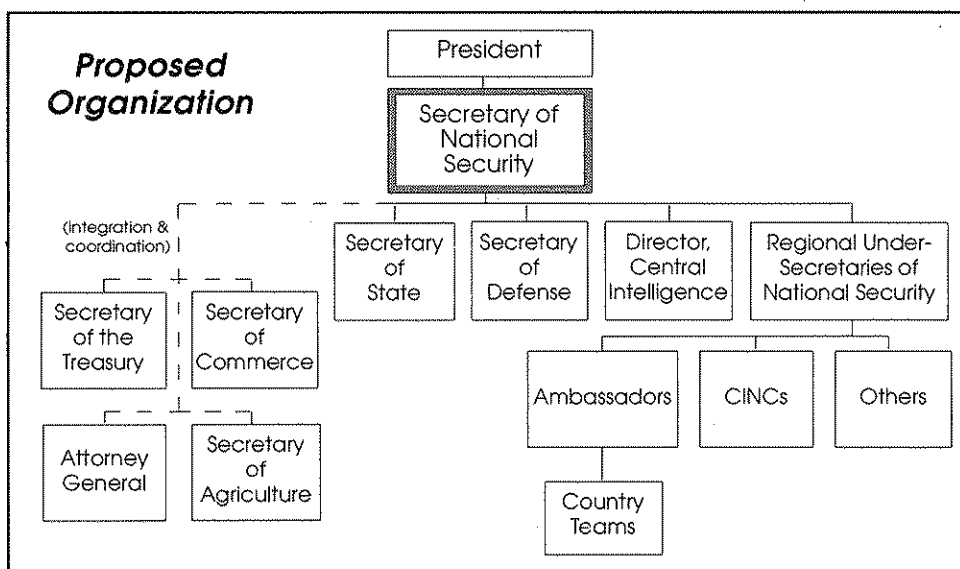 Proposed
Organization
President
Secretary of
National
Security
(integration &
coordination)
Secretary
of
State
Secretary
of
Defense
Director,
Central
Intelligence
Regional Under-
Secretaries of
National Security
Secretary
of the
Treasury
Secretary
of
Commerce
Ambassadors
CINCs
Others
Attorney
General
Secretary
of
Agriculture
Country
Teams